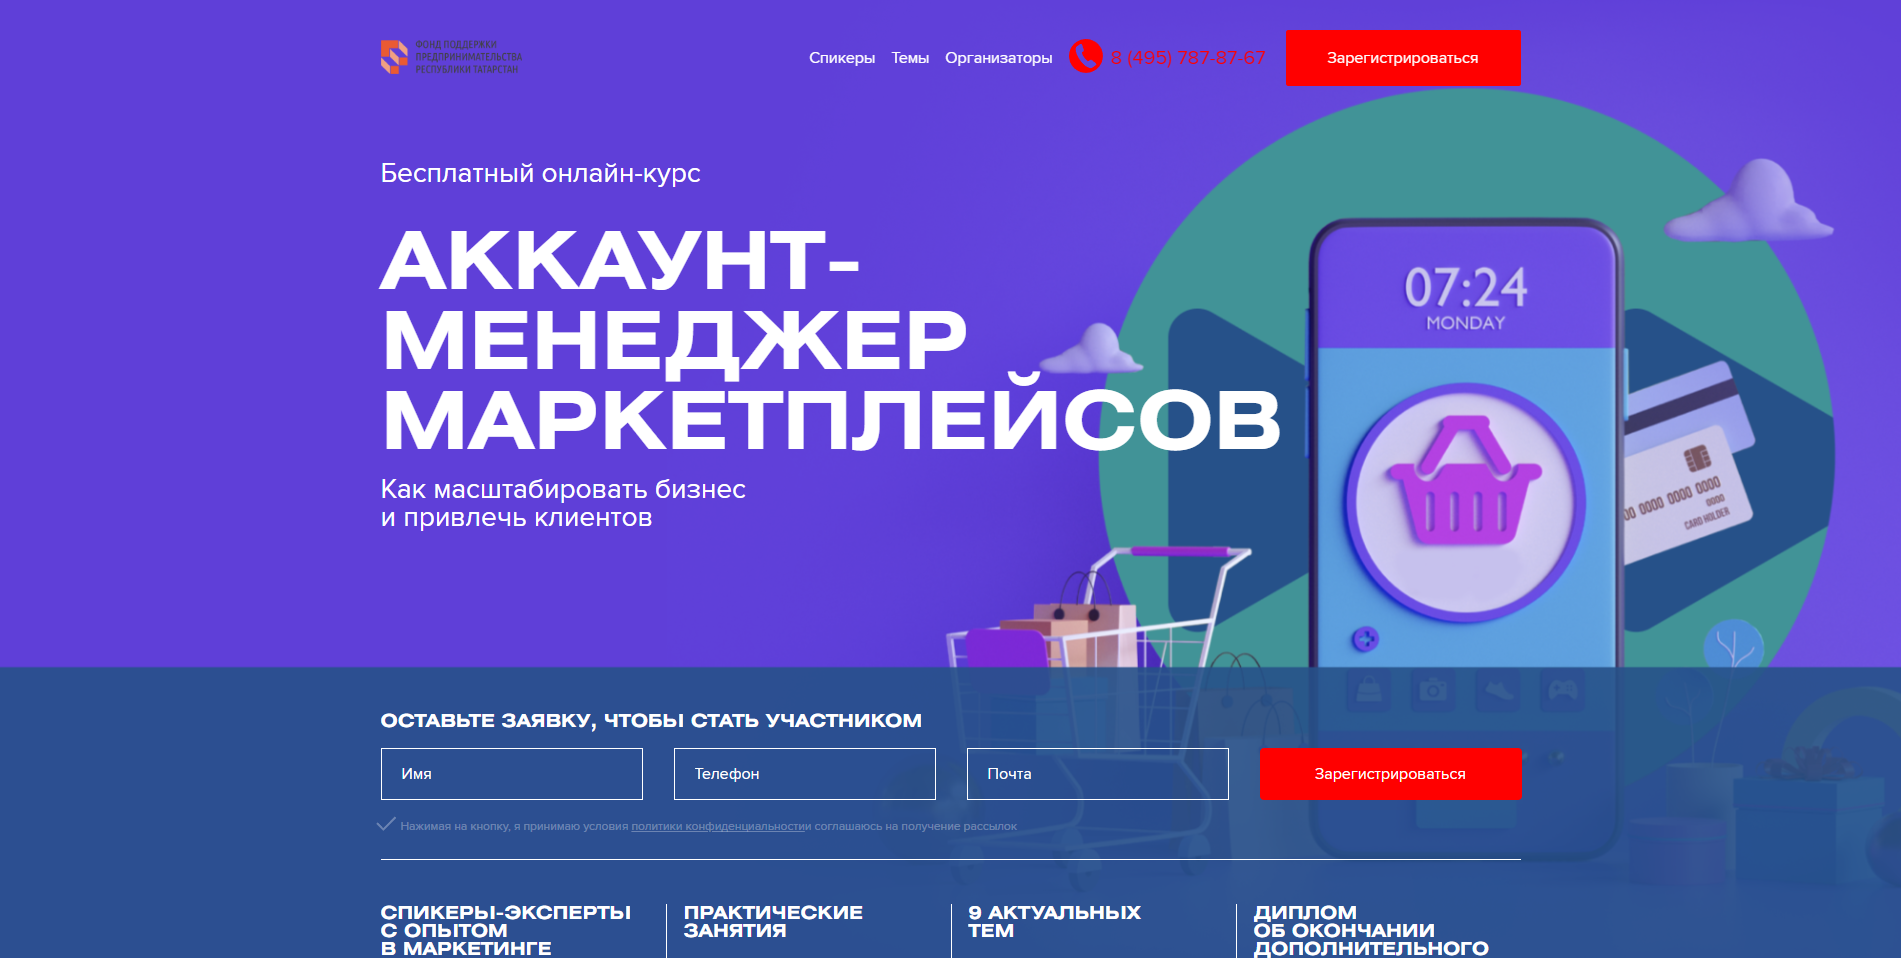 ФОНД ПОДДЕРЖКИ
ПРЕДПРИНИМАТЕЛЬСТВА
РЕСПУБЛИКИ ТАТАРСТАН
Спикеры Темы Организаторы 8 (495) 787-87-67 Зарегистрироваться
Бесплатный онлайн-курс
АККАУНТ-
МЕНЕДЖЕР
МАРКЕТПЛЕЙСОВ
Как масштабировать бизнес
и привлечь клиентов
07:24
MONDAY
00 0000 0000 0000
0000
CARD HOLDER
ОСТАВЬТЕ ЗАЯВКУ, ЧТОБЫ СТАТЬ УЧАСТНИКОМ
Имя Телефон Почта Зарегистрироваться
Нажимая на кнопку, я принимаю условия политики конфиденциальностии соглашаюсь на получение рассылок
СПИКЕРЫ-ЭКСПЕРТЫ
С ОПЫТОМ
В МАРКЕТИНГЕ
ПРАКТИЧЕСКИЕ
ЗАНЯТИЯ
9 АКТУАЛЬНЫХ
ТЕМ
ДИПЛОМ
ОБ ОКОНЧАНИИ
ДОПОЛНИТЕЛЬНОГО